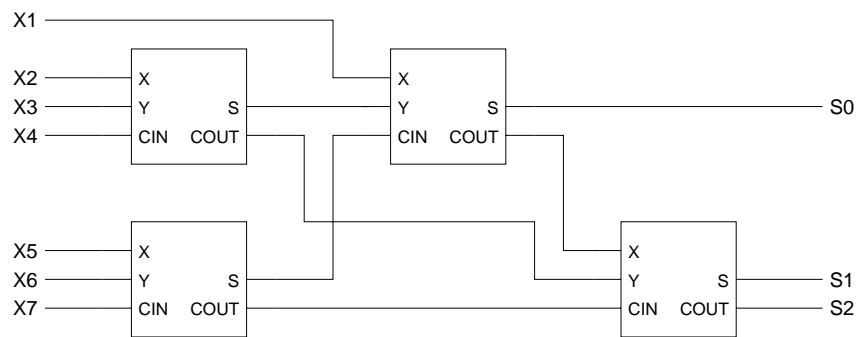 X1
X2 X X
X3 Y S Y S S0
X4 CIN COUT CIN COUT
X5 X X
X6 Y S Y S S1
X7 CIN COUT CIN COUT S2